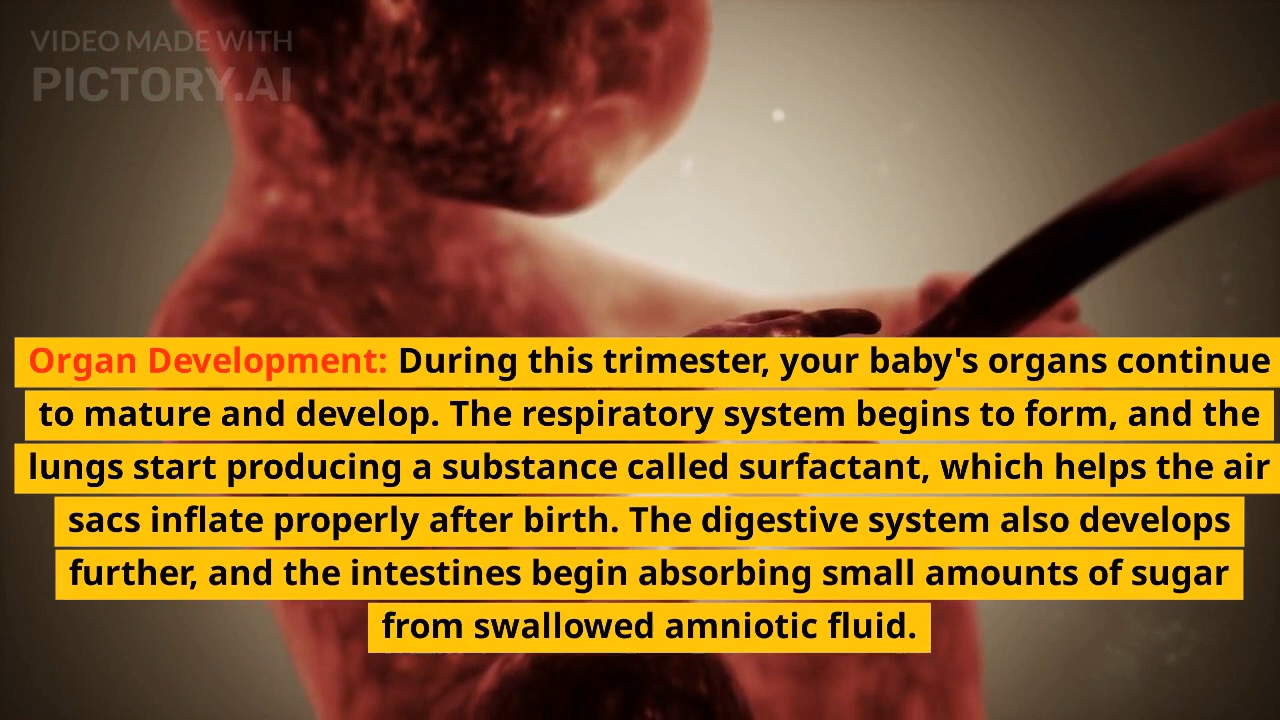 VIDEO MADE WITH
PICTORY.AI
Organ Development: During this trimester, your baby's organs continue
to mature and develop. The respiratory system begins to form, and the
lungs start producing a substance called surfactant, which helps the air
sacs inflate properly after birth. The digestive system also develops
further, and the intestines begin absorbing small amounts of sugar
from swallowed amniotic fluid.